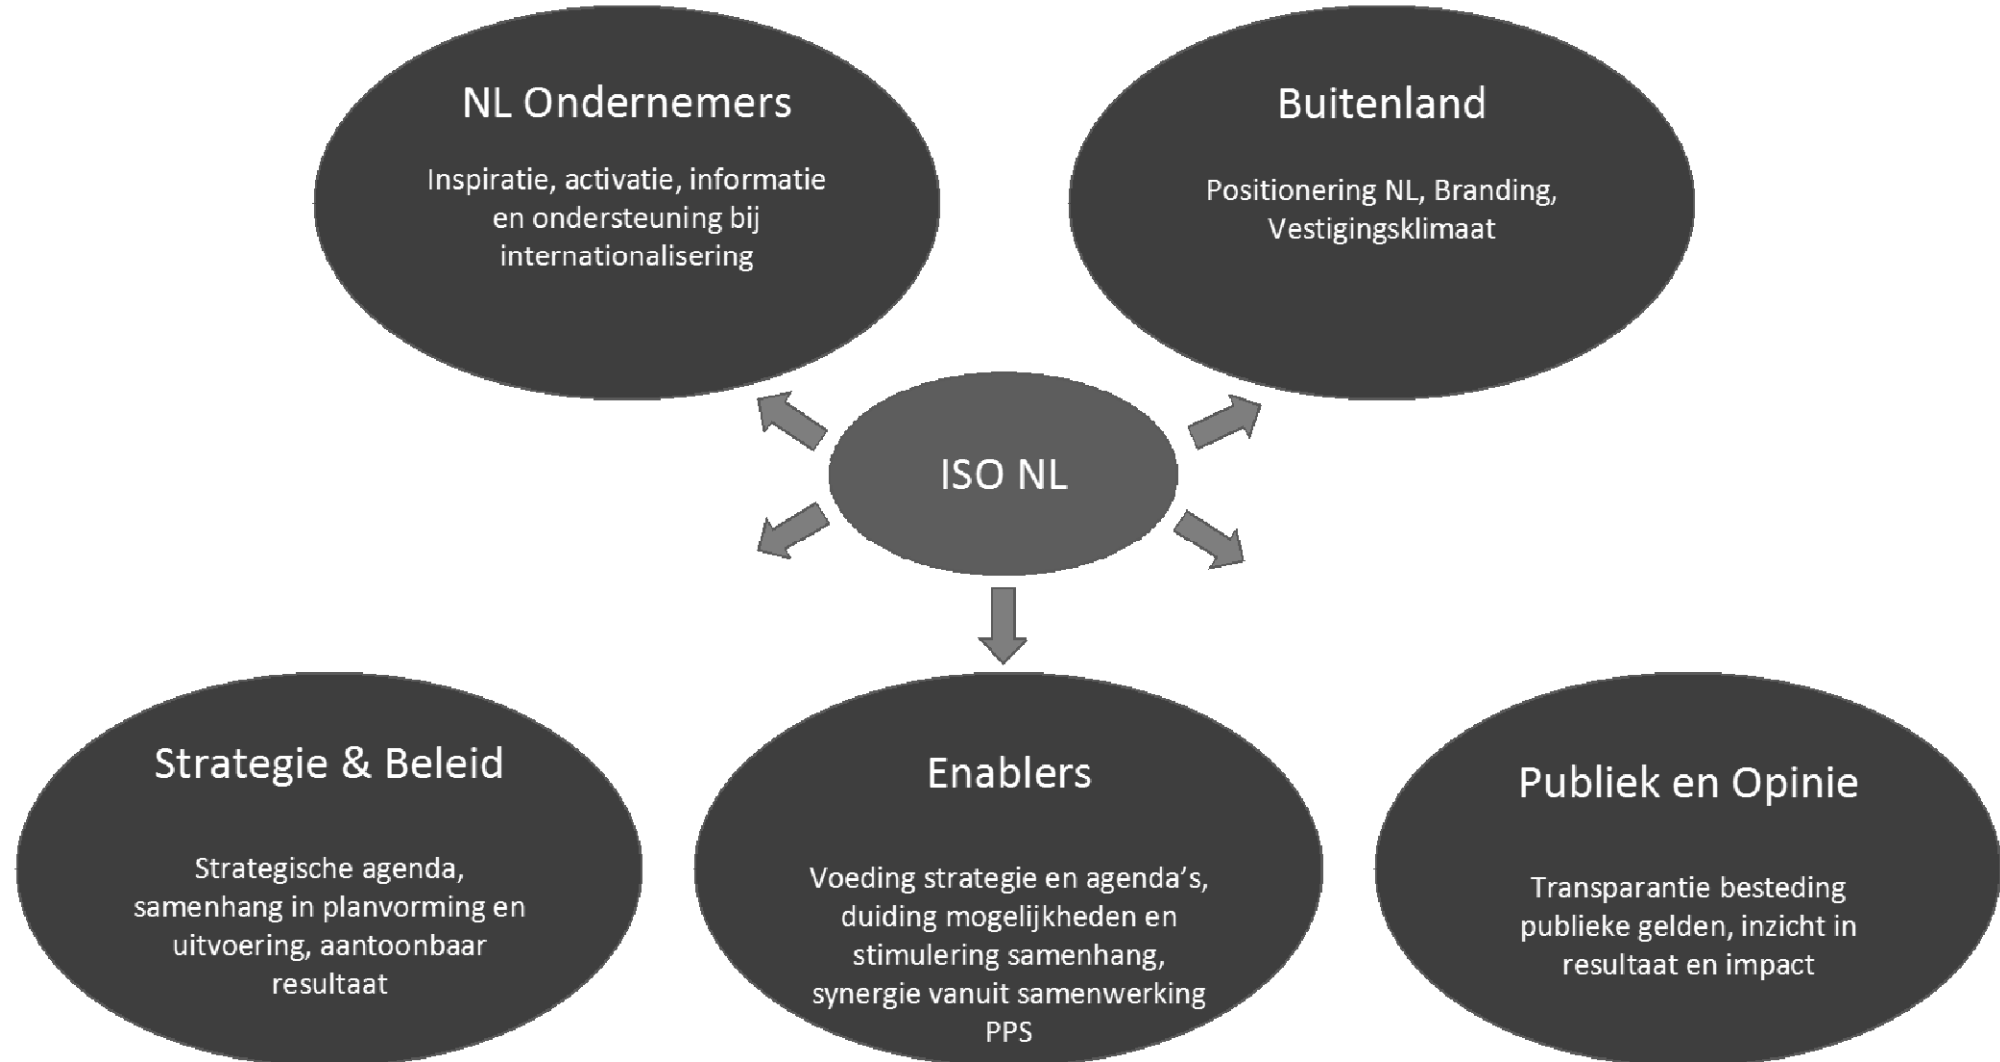 NL Ondernemers
Inspiratie, activatie, informatie
en ondersteuning bij
internationalisering
Buitenland
Positionering NL, Branding,
Vestigingsklimaat
ISO NL
Strategie & Beleid
Strategische agenda,
samenhang in planvorming en
uitvoering, aantoonbaar
resultaat
Enablers
Voeding strategie en agenda’s,
duiding mogelijkheden en
stimulering samenhang,
synergie vanuit samenwerking
PPS
Publiek en Opinie
Transparantie besteding
publieke gelden, inzicht in
resultaat en impact